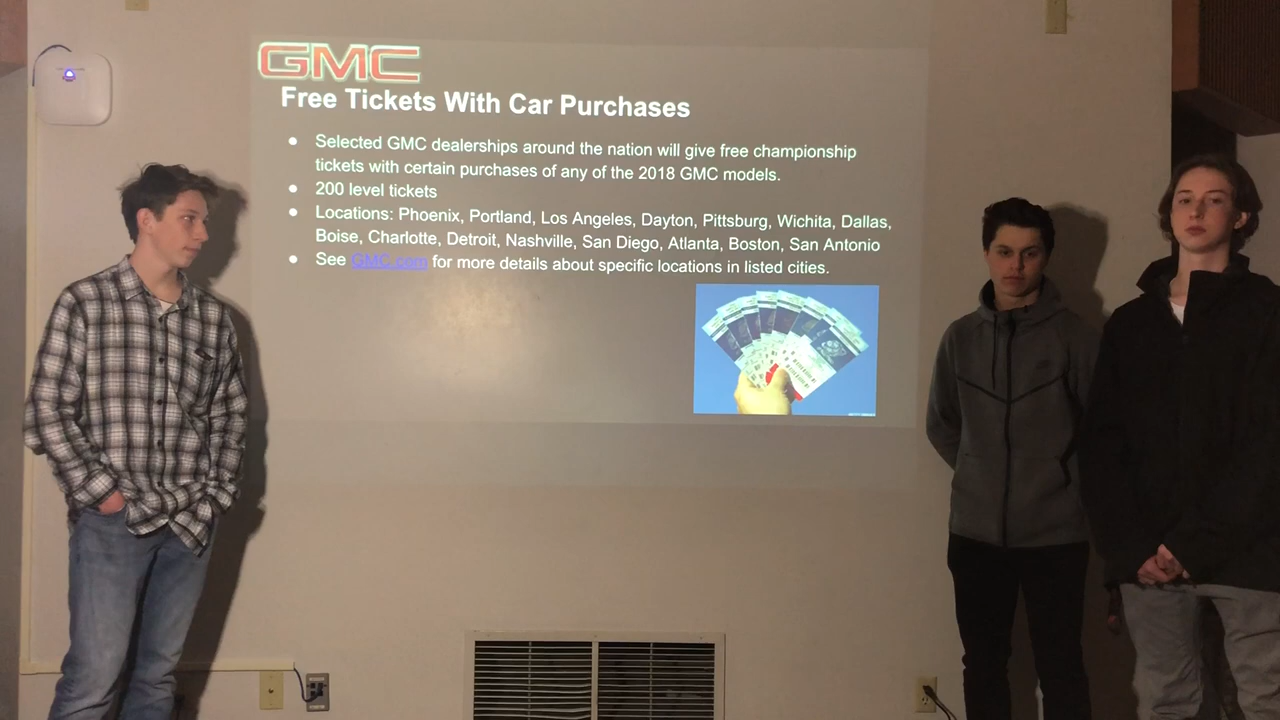 GMC
Free Tickets With Car Purchases
● Selected GMC dealerships around the nation will give free championship
tickets with certain purchases of any of the 2018 GMC models.
● 200 level tickets
● Locations: Phoenix, Portland, Los Angeles, Dayton, Pittsburg, Wichita, Dallas,
Boise, Charlotte, Detroit, Nashville, San Diego, Atlanta, Boston, San Antonio
● See GMC.com for more details about specific locations in listed cities.